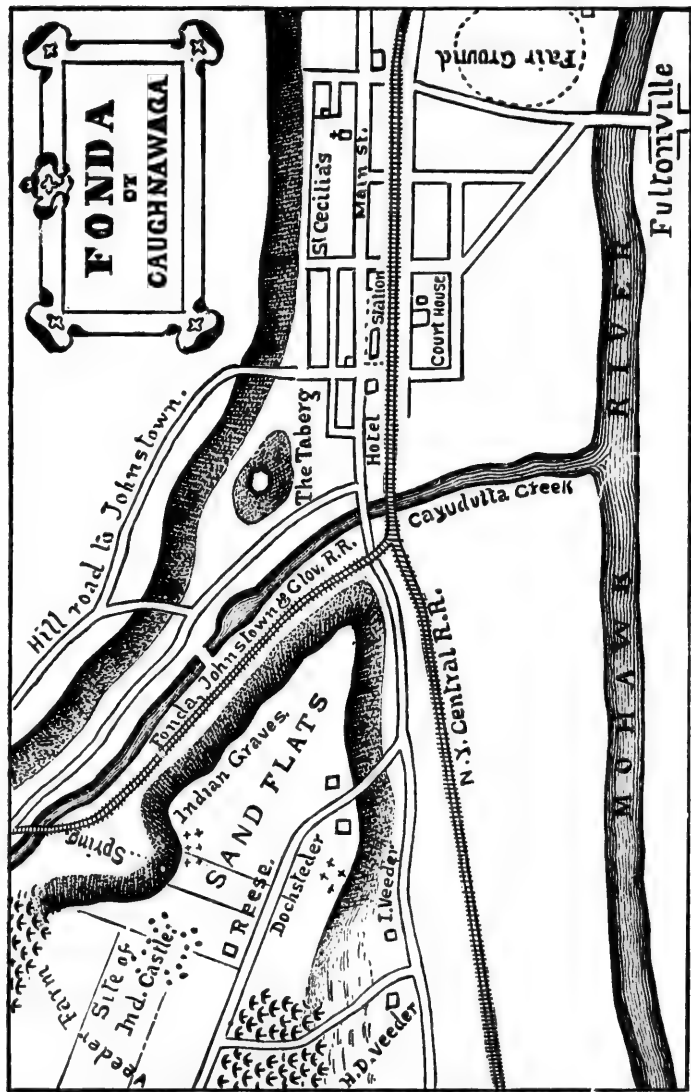 FONDA
OR
CAUGHNAWAGA
Fair Ground
Fultonville
St Cecilia's
Main st.
Station
Court House
Hotel
The Taberg
Hill road to Johnstown.
Cayudutta Creek
MOHAWK RIVER
Fonda, Johnstown & Glov. R.R.
N.Y. Central R.R.
Indian Graves.
SAND FLATS
Spring
Reese.
Dochsteder
I. Veeder
H.D. Veeder
Site of
Ind. Castle.
Veeder Farm